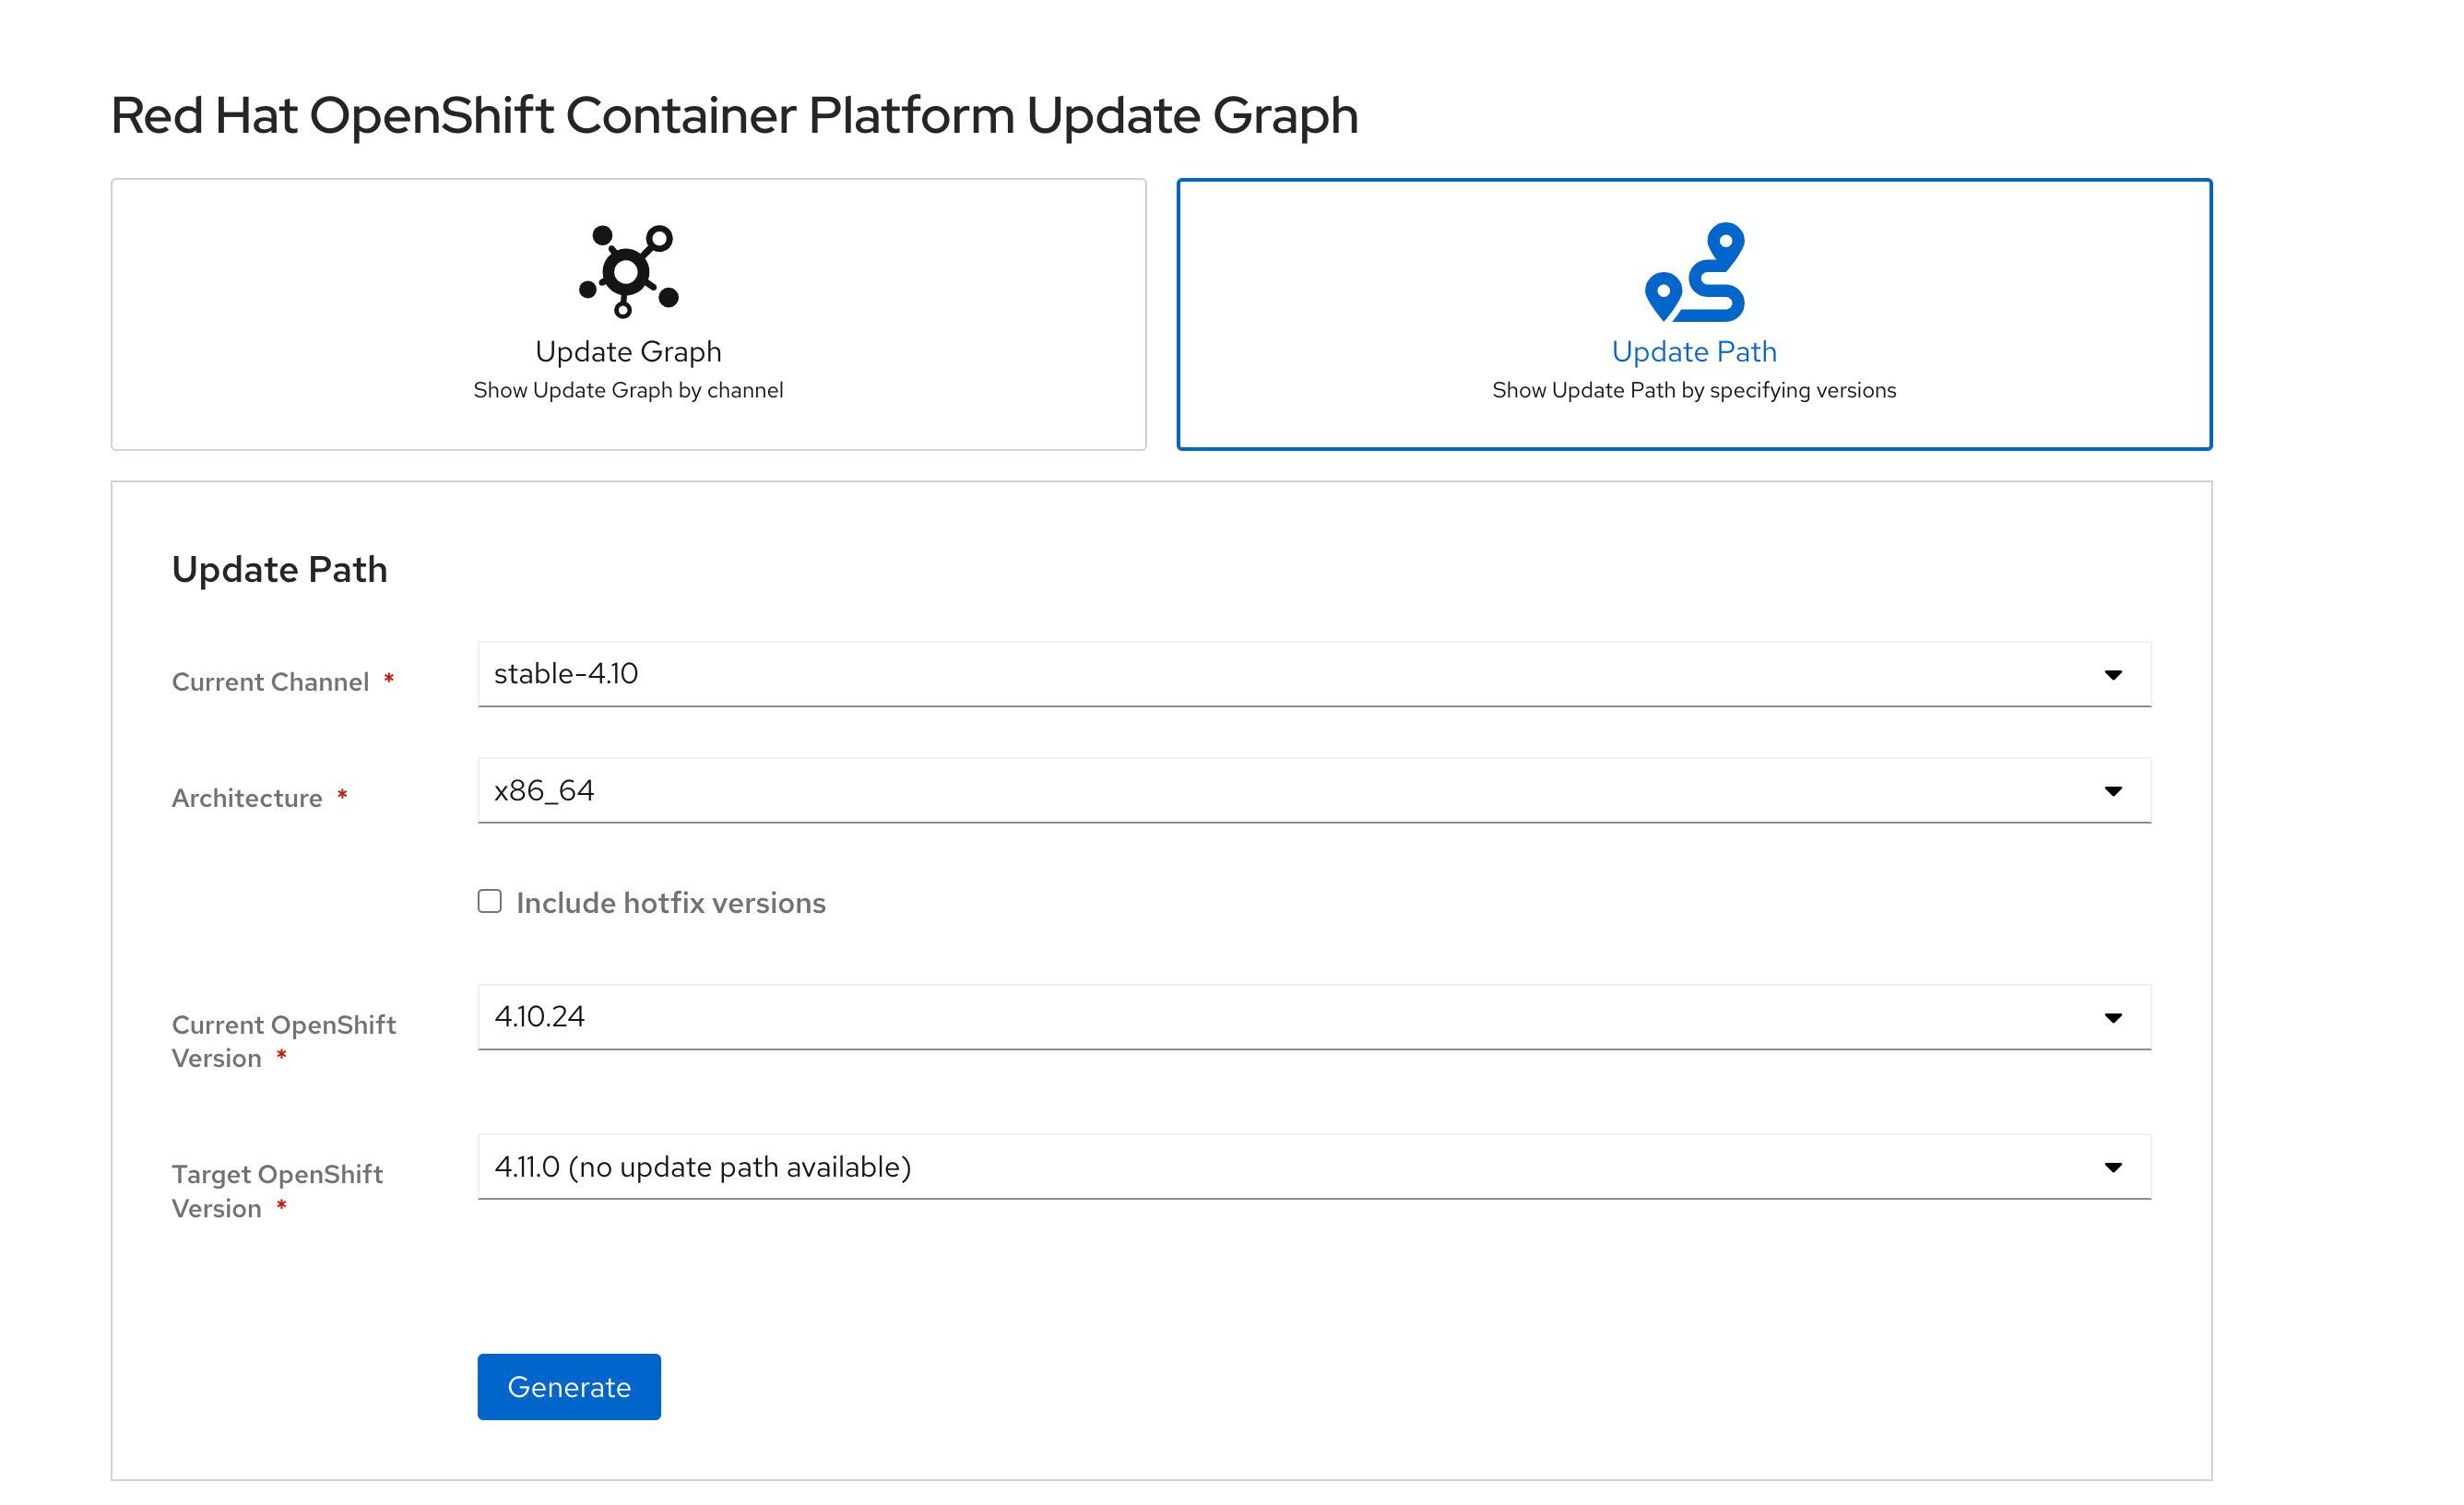 Red Hat OpenShift Container Platform Update Graph
Update Graph
Show Update Graph by channel
Update Path
Show Update Path by specifying versions
Update Path
Current Channel *
stable-4.10
Architecture *
x86_64
Include hotfix versions
Current OpenShift
Version *
4.10.24
Target OpenShift
Version *
4.11.0 (no update path available)
Generate